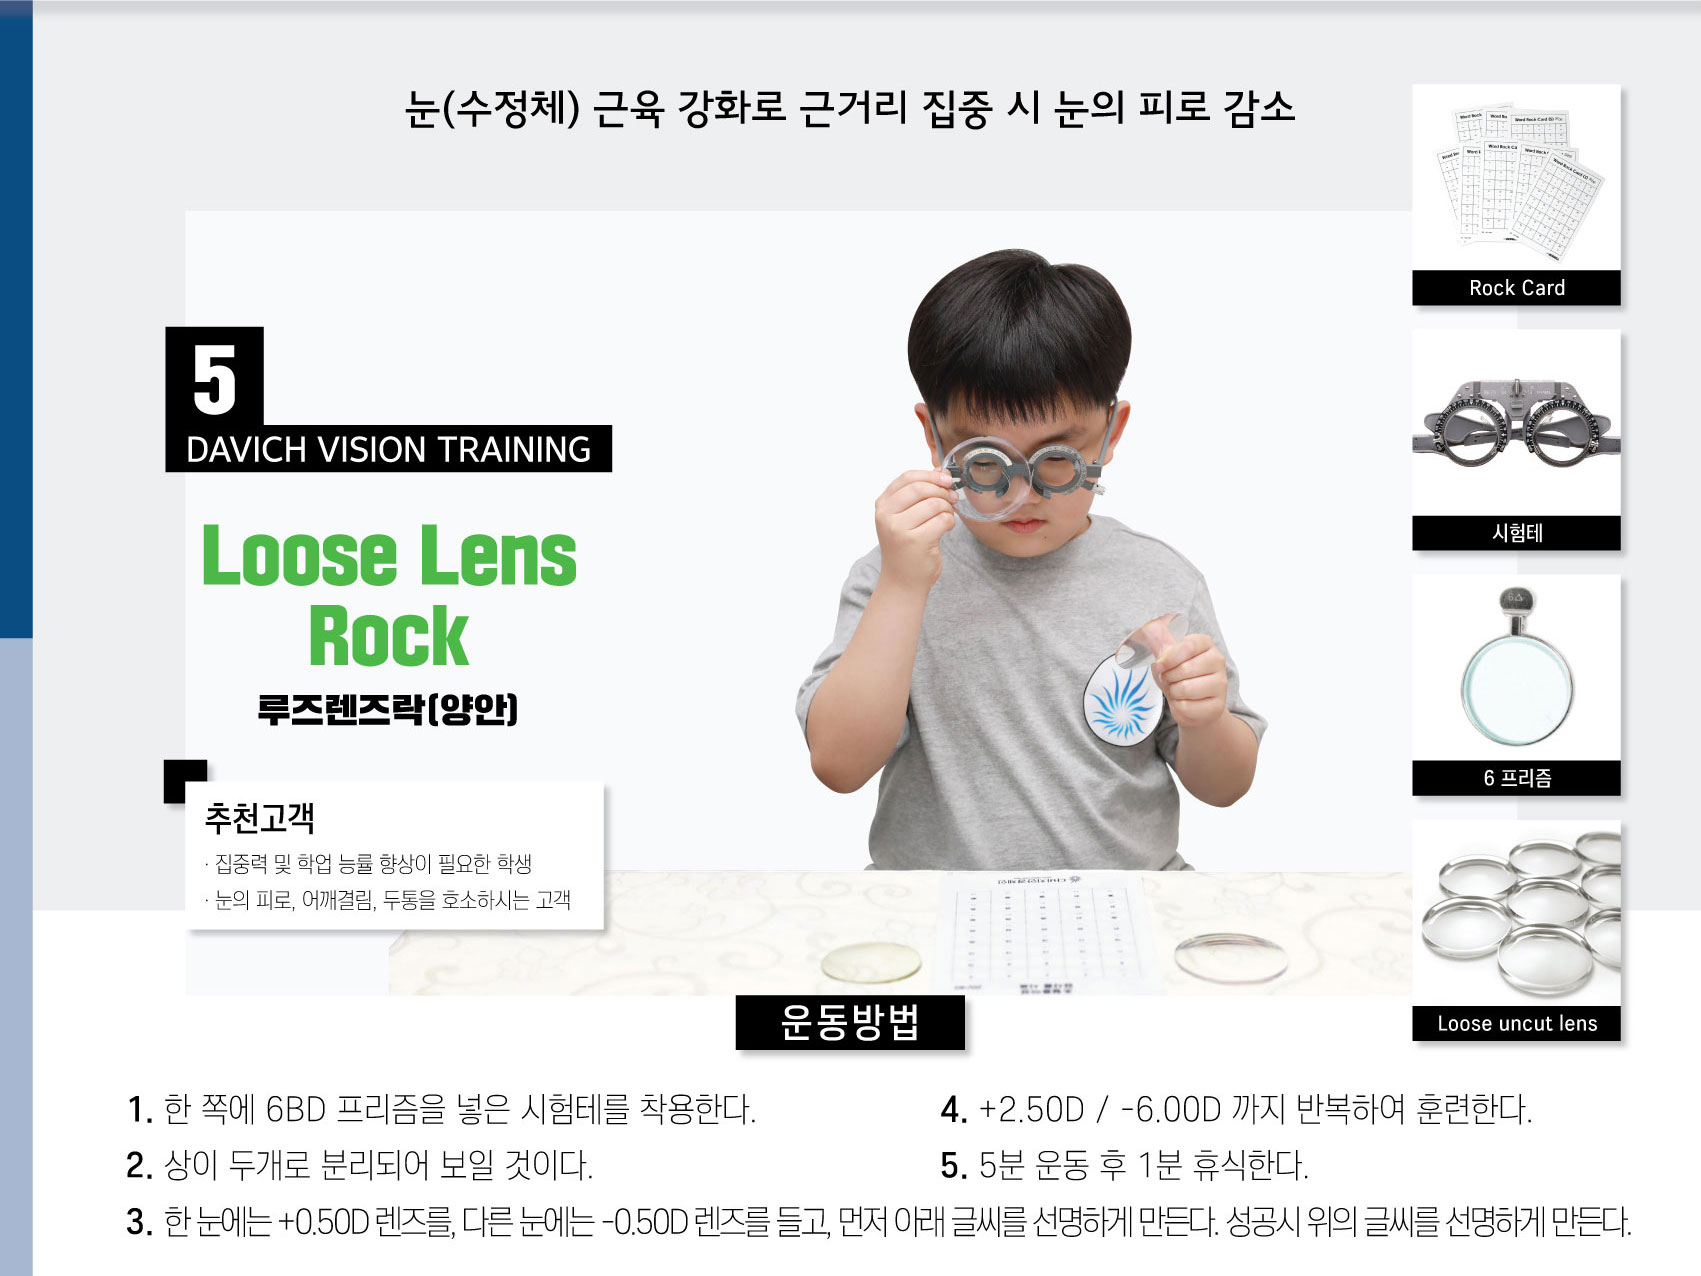 눈(수정체) 근육 강화로 근거리 집중 시 눈의 피로 감소
5
DAVICH VISION TRAINING
Loose Lens
Rock
루즈렌즈락(양안)
추천고객
· 집중력 및 학업 능률 향상이 필요한 학생
· 눈의 피로, 어깨결림, 두통을 호소하시는 고객
Rock Card
시험테
6△
6 프리즘
Loose uncut lens
운동방법
1. 한 쪽에 6BD 프리즘을 넣은 시험테를 착용한다.
2. 상이 두개로 분리되어 보일 것이다.
3. 한 눈에는 +0.50D 렌즈를, 다른 눈에는 -0.50D 렌즈를 들고, 먼저 아래 글씨를 선명하게 만든다. 성공시 위의 글씨를 선명하게 만든다.
4. +2.50D / -6.00D 까지 반복하여 훈련한다.
5. 5분 운동 후 1분 휴식한다.